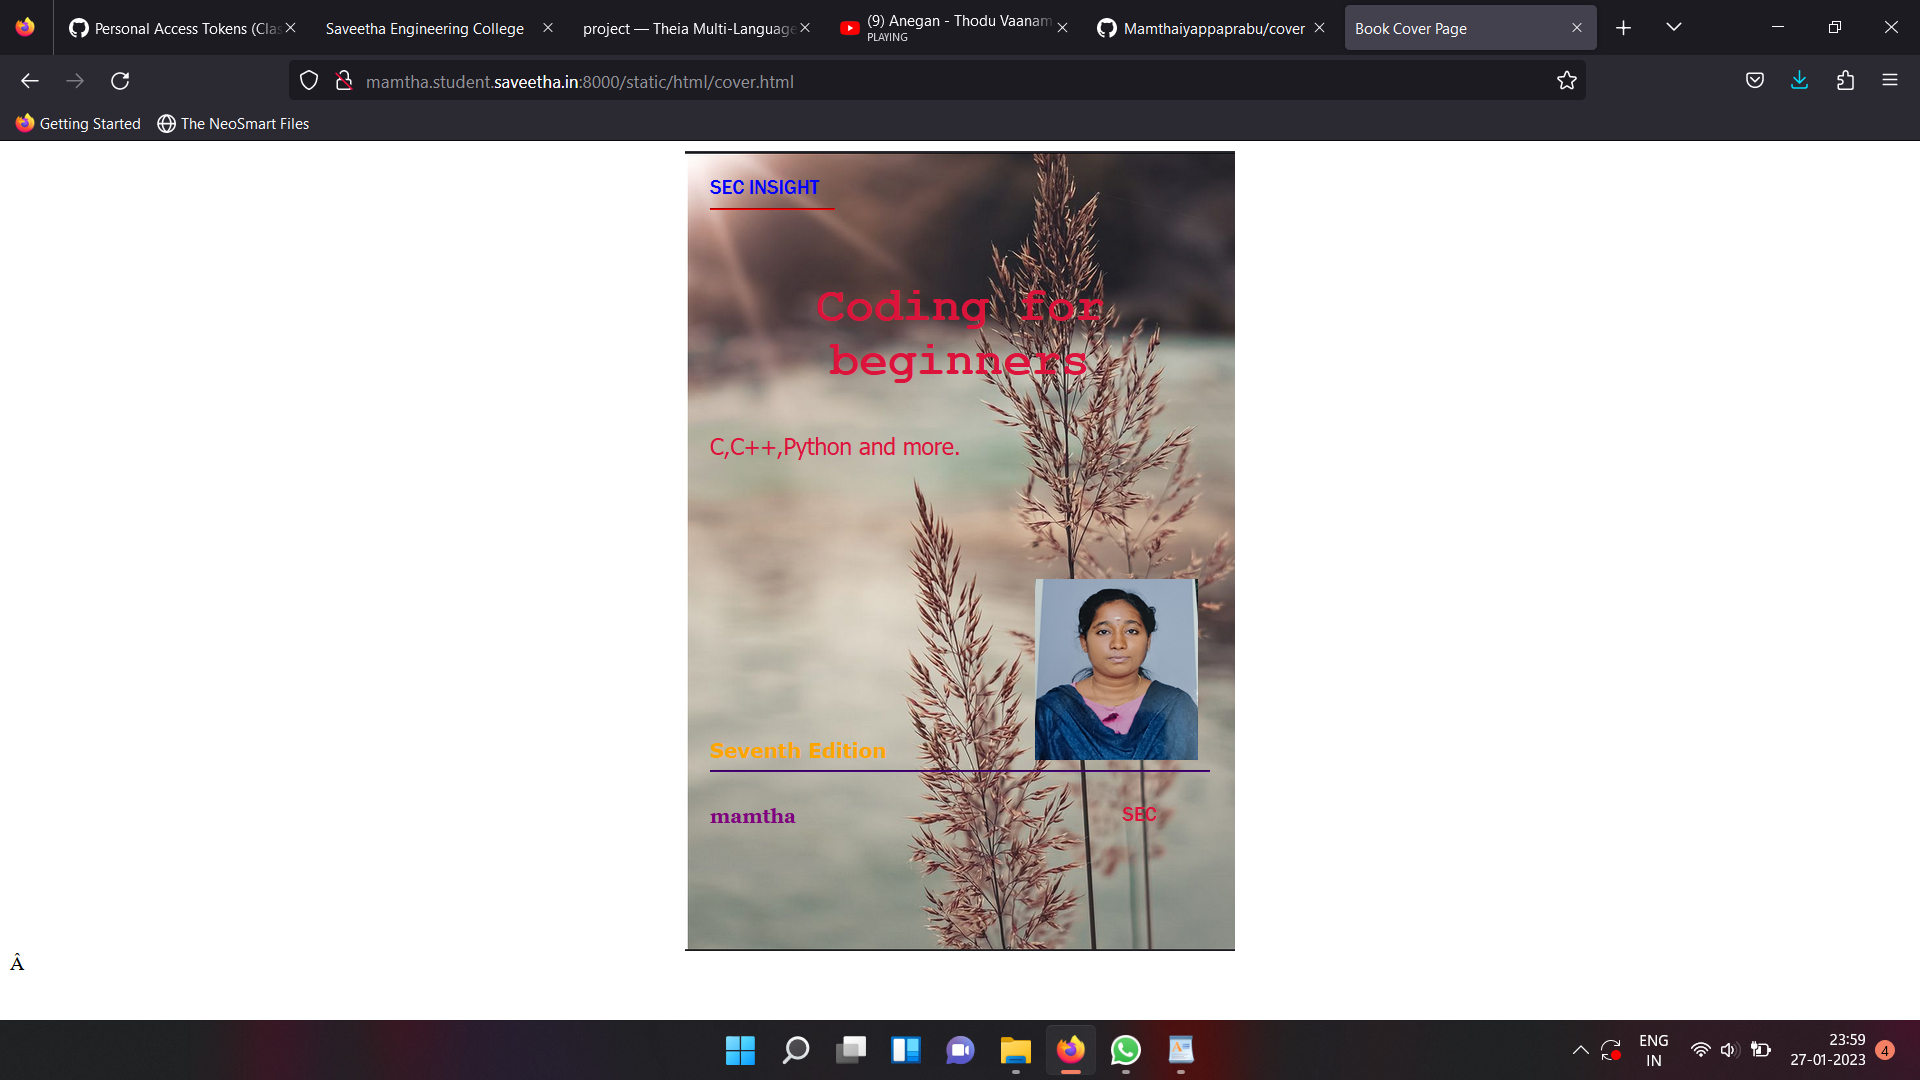 Personal Access Tokens (Clas
Saveetha Engineering College
project — Theia Multi-Language
(9) Anegan - Thodu Vaanam
PLAYING
Mamthaiyappaprabu/cover
Book Cover Page
mamtha.student.saveetha.in:8000/static/html/cover.html
Getting Started
The NeoSmart Files
SEC INSIGHT
Coding for
beginners
C,C++,Python and more.
Seventh Edition
mamtha
SEC
Â
ENG
IN
23:59
27-01-2023
4